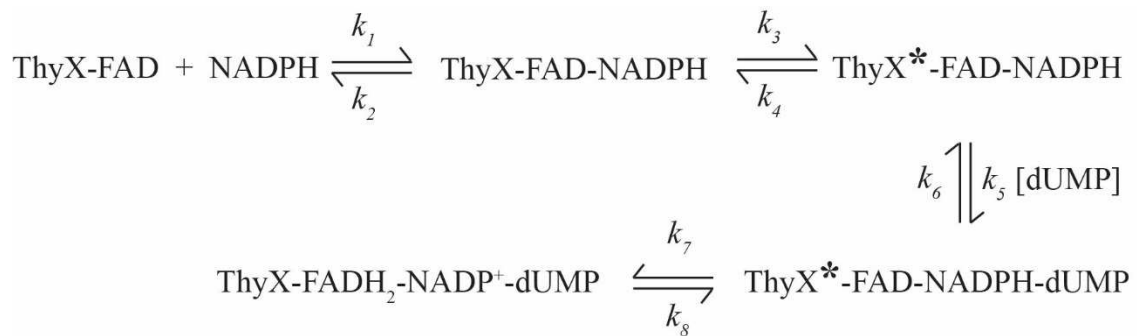 k₁ k₃
ThyX-FAD + NADPH ThyX-FAD-NADPH ThyX*-FAD-NADPH
k₂ k₄
k₆ k₅ [dUMP]
k₇
ThyX-FADH₂-NADP⁺-dUMP ThyX*-FAD-NADPH-dUMP
k₈